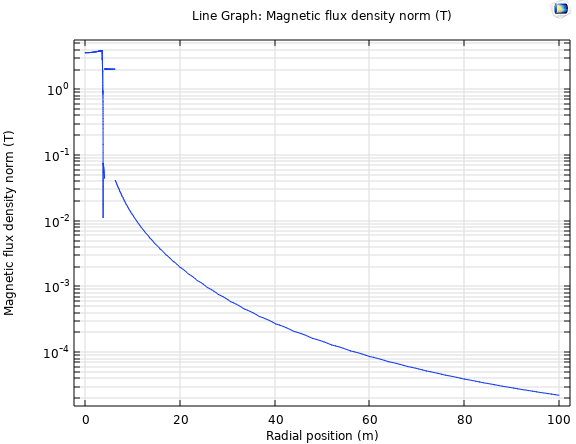 Line Graph: Magnetic flux density norm (T)
Magnetic flux density norm (T)
10⁰
10⁻¹
10⁻²
10⁻³
10⁻⁴
0 20 40 60 80 100
Radial position (m)